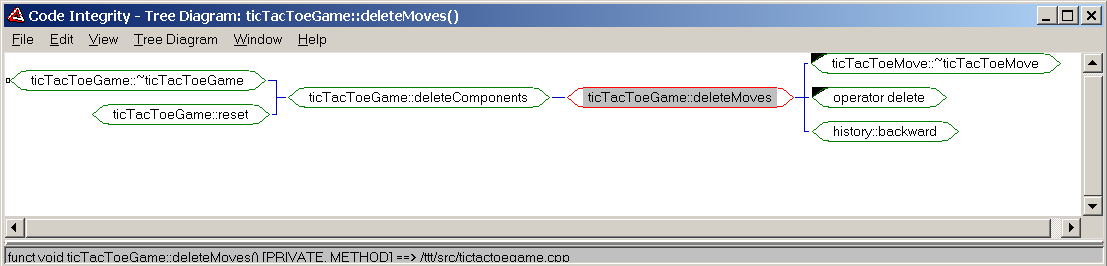 Code Integrity - Tree Diagram: ticTacToeGame::deleteMoves()
File Edit View Tree Diagram Window Help
ticTacToeGame::~ticTacToeGame
ticTacToeGame::reset
ticTacToeGame::deleteComponents
ticTacToeGame::deleteMoves
ticTacToeMove::~ticTacToeMove
operator delete
history::backward
funct void ticTacToeGame::deleteMoves() [PRIVATE, METHOD] ==> /ttt/src/tictactoegame.cpp